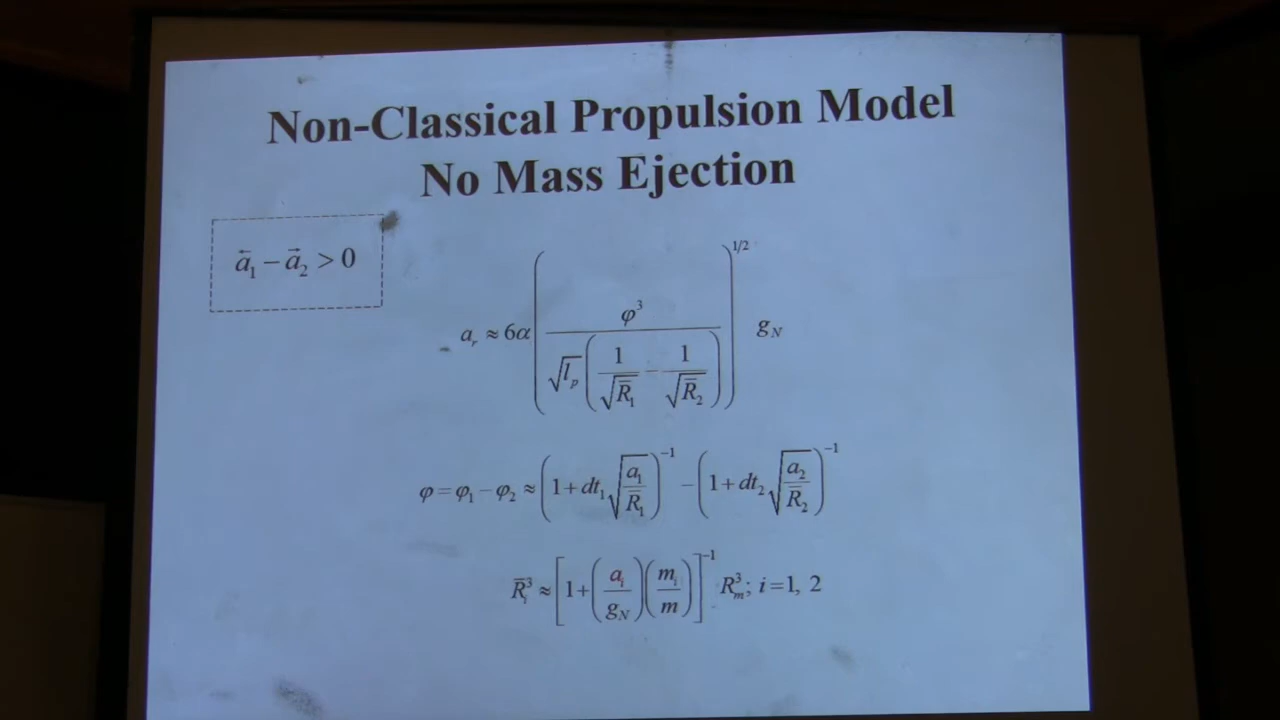 Non-Classical Propulsion Model
No Mass Ejection
a⃖₁ − a⃗₂ > 0
aᵣ ≈ 6α ( φ³ / ( √lₚ ( 1/√R̄₁ − 1/√R̄₂ ) ) )^{1/2} g_N
φ = φ₁ − φ₂ ≈ ( 1 + dt₁ √(a₁/R̄₁) )⁻¹ − ( 1 + dt₂ √(a₂/R̄₂) )⁻¹
R̄ᵢ³ ≈ [ 1 + ( aᵢ/g_N ) ( mᵢ/m ) ]⁻¹ Rₘ³; i = 1, 2